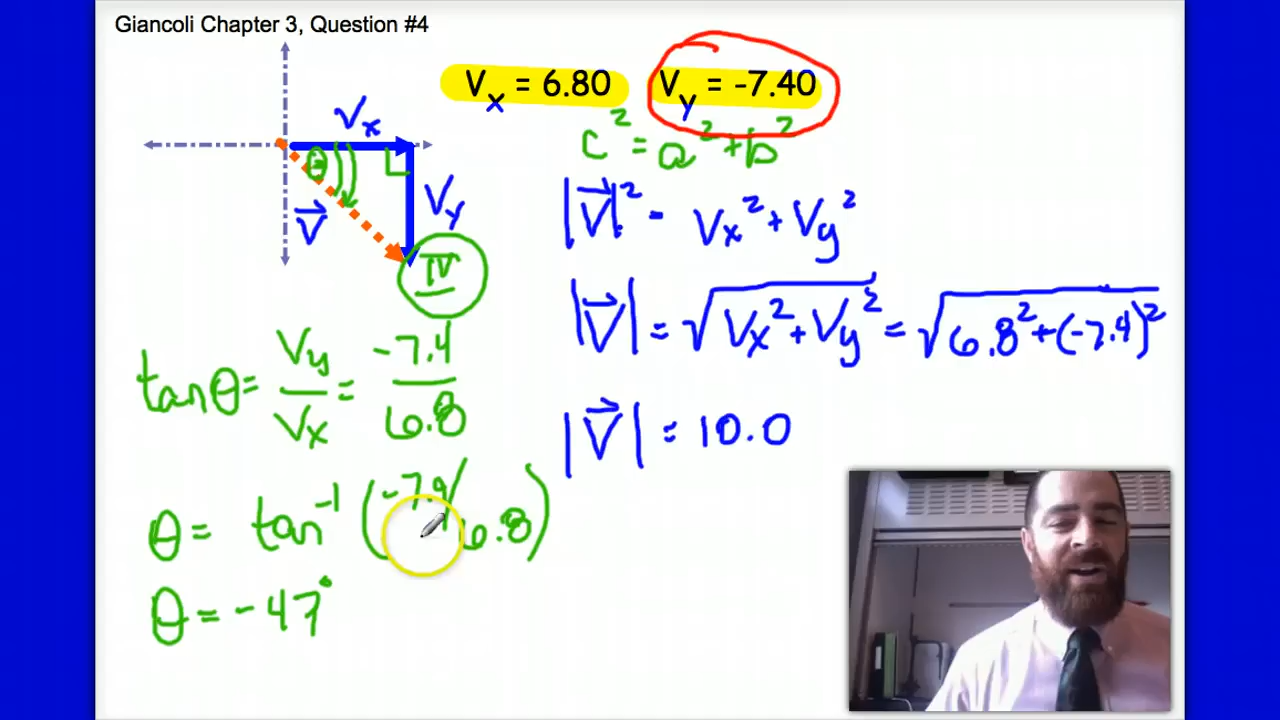 Giancoli Chapter 3, Question #4
Vx = 6.80 Vy = -7.40
c² = a² + b²
Vx
θ
V⃗
Vy
IV
|V⃗|² = Vx² + Vy²
|V⃗| = √(Vx² + Vy²) = √(6.8² + (-7.4)²)
|V⃗| = 10.0
tanθ = Vy/Vx = -7.4/6.8
θ = tan⁻¹(-7.4/6.8)
θ = -47°